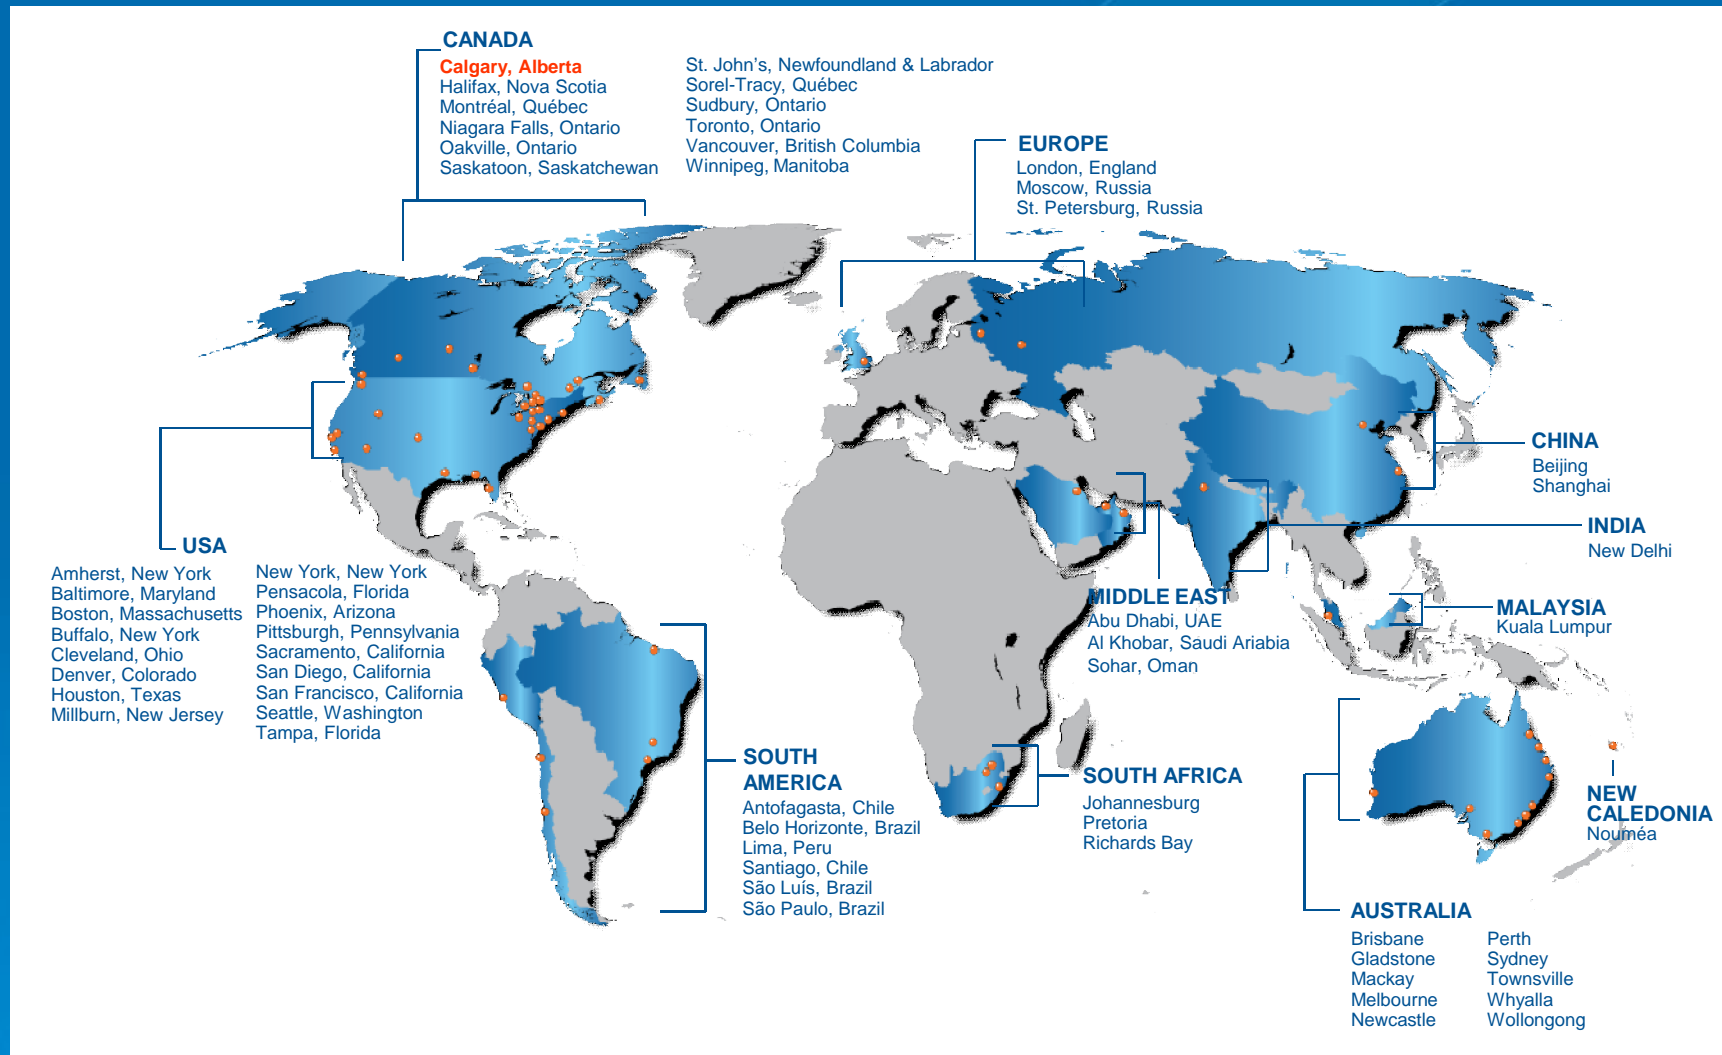 CANADA
Calgary, Alberta
Halifax, Nova Scotia
Montréal, Québec
Niagara Falls, Ontario
Oakville, Ontario
Saskatoon, Saskatchewan
St. John's, Newfoundland & Labrador
Sorel-Tracy, Québec
Sudbury, Ontario
Toronto, Ontario
Vancouver, British Columbia
Winnipeg, Manitoba
EUROPE
London, England
Moscow, Russia
St. Petersburg, Russia
CHINA
Beijing
Shanghai
INDIA
New Delhi
USA
Amherst, New York
Baltimore, Maryland
Boston, Massachusetts
Buffalo, New York
Cleveland, Ohio
Denver, Colorado
Houston, Texas
Millburn, New Jersey
New York, New York
Pensacola, Florida
Phoenix, Arizona
Pittsburgh, Pennsylvania
Sacramento, California
San Diego, California
San Francisco, California
Seattle, Washington
Tampa, Florida
MIDDLE EAST
Abu Dhabi, UAE
Al Khobar, Saudi Ariabia
Sohar, Oman
MALAYSIA
Kuala Lumpur
SOUTH
AMERICA
Antofagasta, Chile
Belo Horizonte, Brazil
Lima, Peru
Santiago, Chile
São Luís, Brazil
São Paulo, Brazil
SOUTH AFRICA
Johannesburg
Pretoria
Richards Bay
NEW
CALEDONIA
Nouméa
AUSTRALIA
Brisbane
Gladstone
Mackay
Melbourne
Newcastle
Perth
Sydney
Townsville
Whyalla
Wollongong